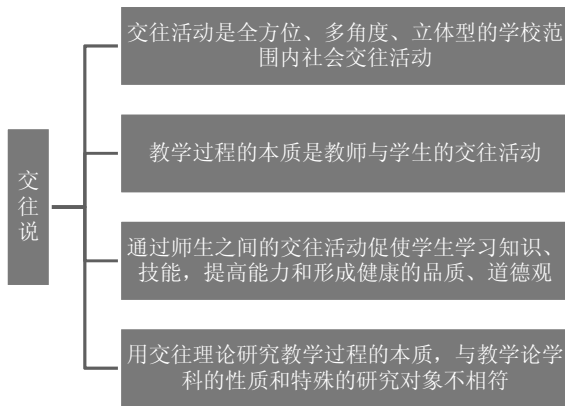 交往说
交往活动是全方位、多角度、立体型的学校范
围内社会交往活动
教学过程的本质是教师与学生的交往活动
通过师生之间的交往活动促使学生学习知识、
技能，提高能力和形成健康的品质、道德观
用交往理论研究教学过程的本质，与教学论学
科的性质和特殊的研究对象不相符